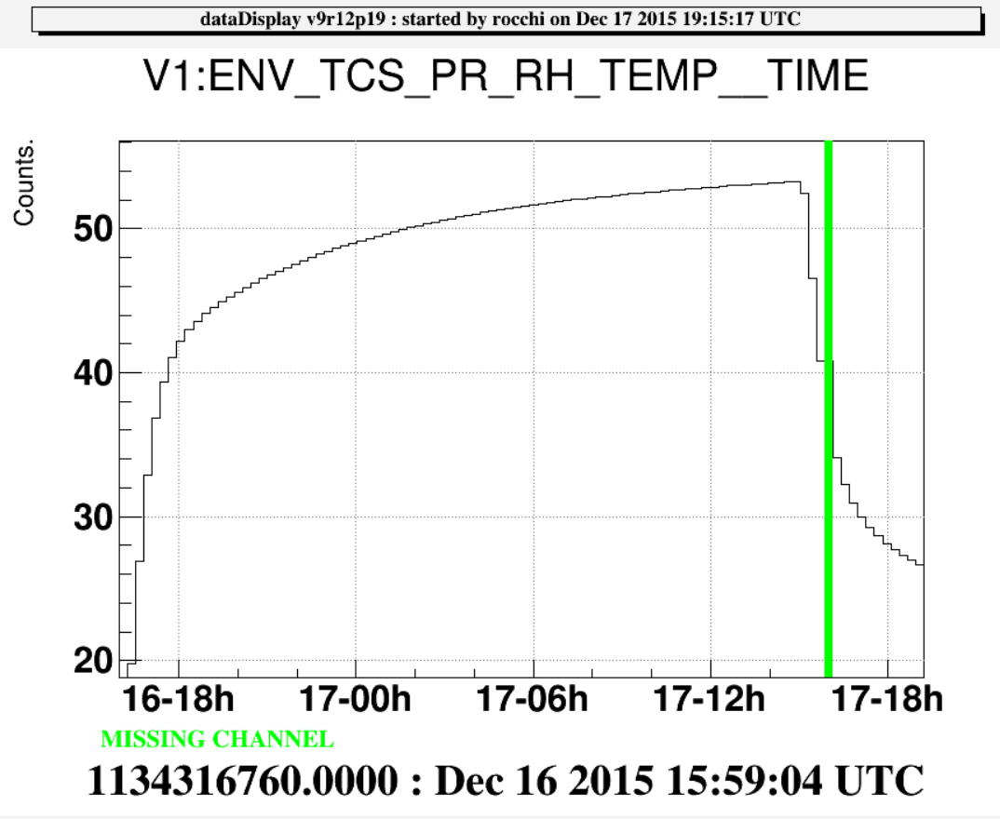 dataDisplay v9r12p19 : started by rocchi on Dec 17 2015 19:15:17 UTC
V1:ENV_TCS_PR_RH_TEMP__TIME
Counts.
50
40
30
20
16-18h 17-00h 17-06h 17-12h 17-18h
MISSING CHANNEL
1134316760.0000 : Dec 16 2015 15:59:04 UTC